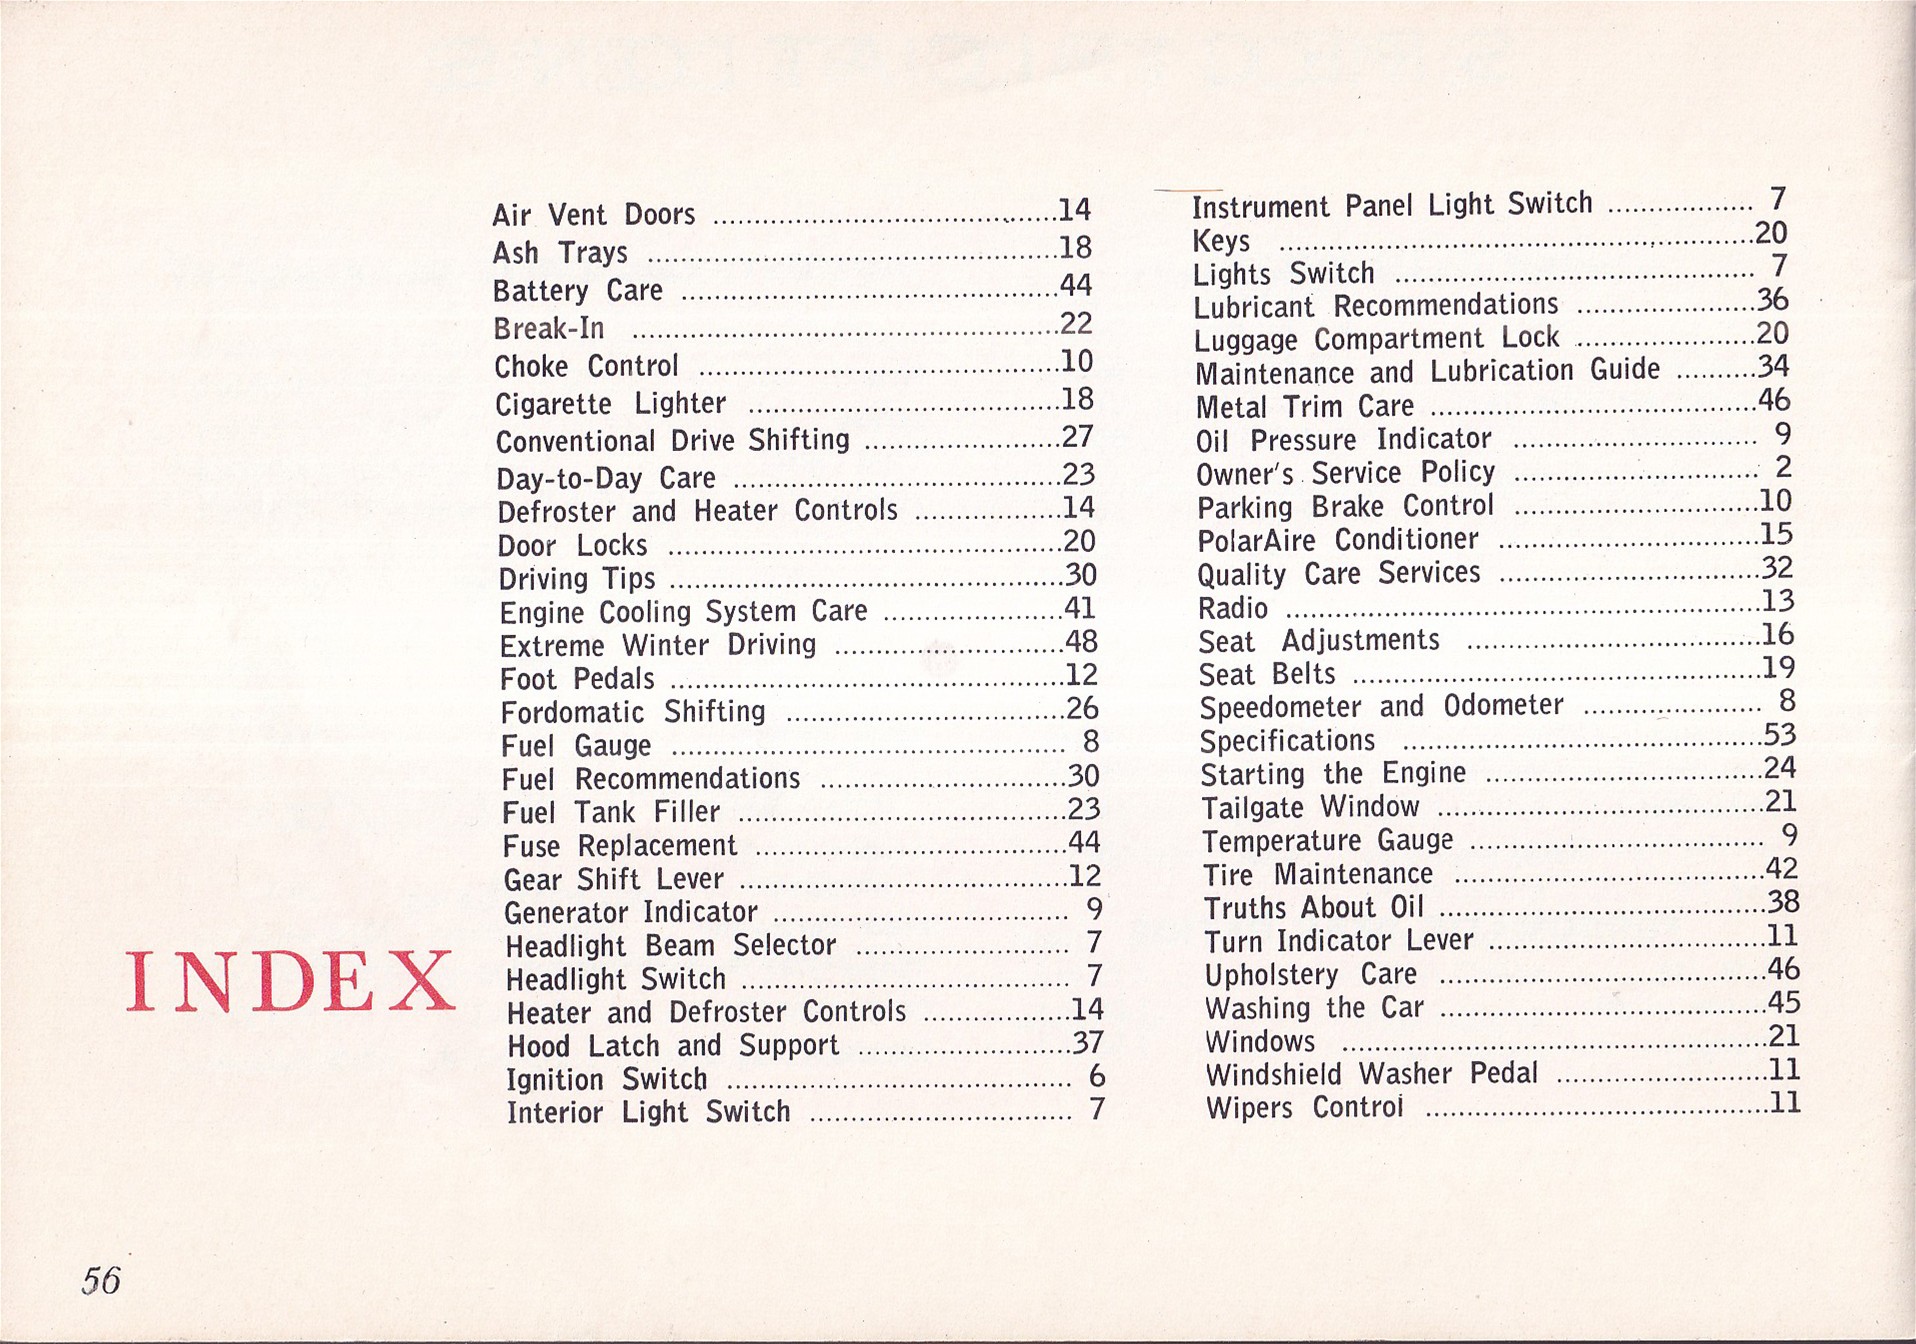 INDEX
Air Vent Doors ..........14
Ash Trays ..........18
Battery Care ..........44
Break-In ..........22
Choke Control ..........10
Cigarette Lighter ..........18
Conventional Drive Shifting ..........27
Day-to-Day Care ..........23
Defroster and Heater Controls ..........14
Door Locks ..........20
Driving Tips ..........30
Engine Cooling System Care ..........41
Extreme Winter Driving ..........48
Foot Pedals ..........12
Fordomatic Shifting ..........26
Fuel Gauge .......... 8
Fuel Recommendations ..........30
Fuel Tank Filler ..........23
Fuse Replacement ..........44
Gear Shift Lever ..........12
Generator Indicator .......... 9
Headlight Beam Selector .......... 7
Headlight Switch .......... 7
Heater and Defroster Controls ..........14
Hood Latch and Support ..........37
Ignition Switch .......... 6
Interior Light Switch .......... 7
Instrument Panel Light Switch .......... 7
Keys ..........20
Lights Switch .......... 7
Lubricant Recommendations ..........36
Luggage Compartment Lock ..........20
Maintenance and Lubrication Guide ..........34
Metal Trim Care ..........46
Oil Pressure Indicator .......... 9
Owner's Service Policy .......... 2
Parking Brake Control ..........10
PolarAire Conditioner ..........15
Quality Care Services ..........32
Radio ..........13
Seat Adjustments ..........16
Seat Belts ..........19
Speedometer and Odometer .......... 8
Specifications ..........53
Starting the Engine ..........24
Tailgate Window ..........21
Temperature Gauge .......... 9
Tire Maintenance ..........42
Truths About Oil ..........38
Turn Indicator Lever ..........11
Upholstery Care ..........46
Washing the Car ..........45
Windows ..........21
Windshield Washer Pedal ..........11
Wipers Control ..........11
56